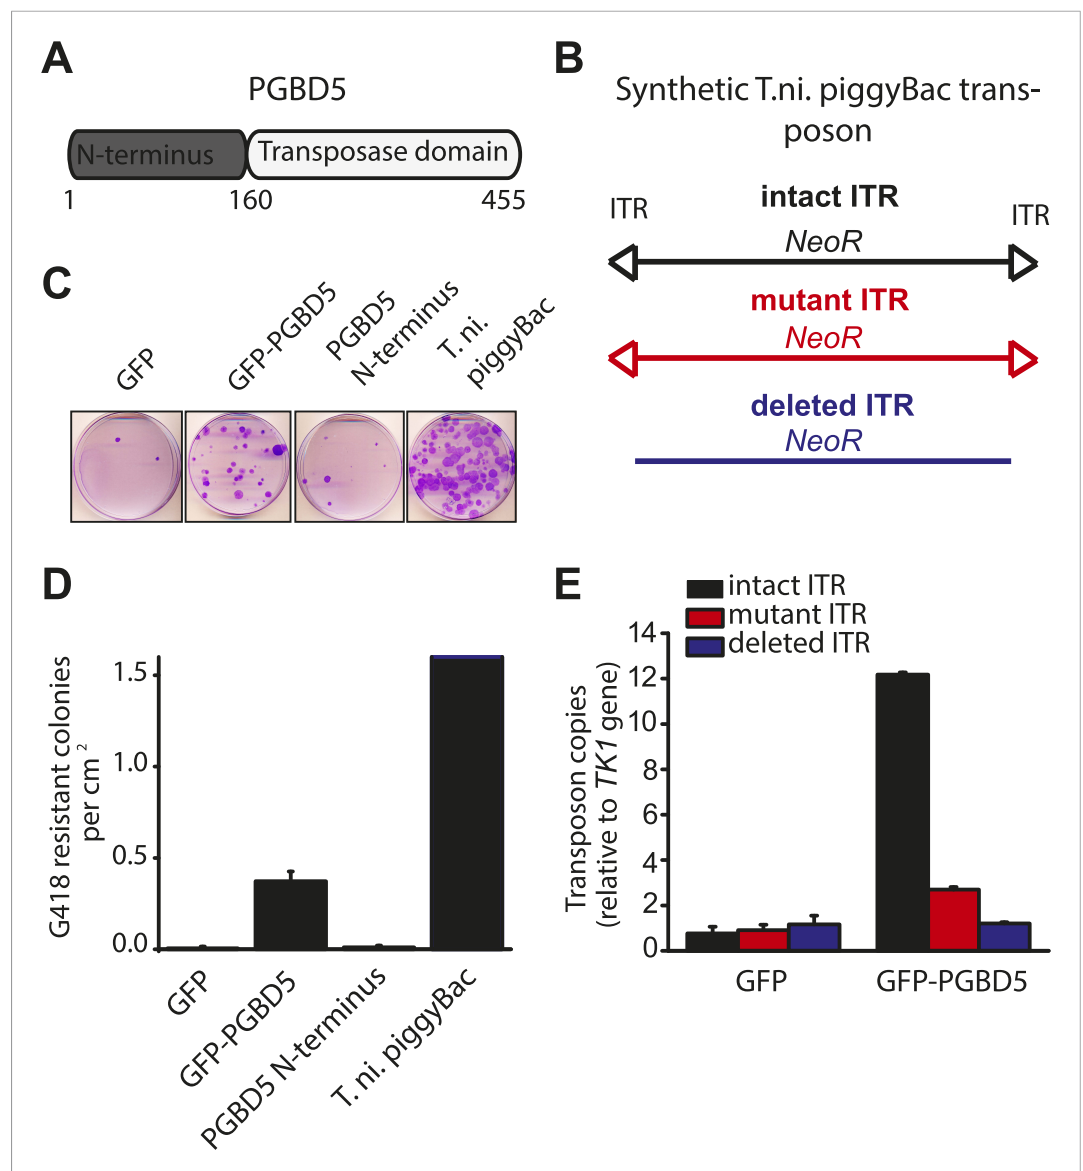 A
PGBD5
N-terminus
Transposase domain
1
160
455
B
Synthetic T.ni. piggyBac trans-
poson
ITR
intact ITR
ITR
NeoR
mutant ITR
NeoR
deleted ITR
NeoR
C
GFP
GFP-PGBD5
PGBD5
N-terminus
T. ni.
piggyBac
D
G418 resistant colonies
per cm 2
1.5
1.0
0.5
0.0
GFP
GFP-PGBD5
PGBD5 N-terminus
T. ni. piggyBac
E
intact ITR
mutant ITR
deleted ITR
Transposon copies
(relative to TK1 gene)
14
12
10
8
6
4
2
0
GFP
GFP-PGBD5